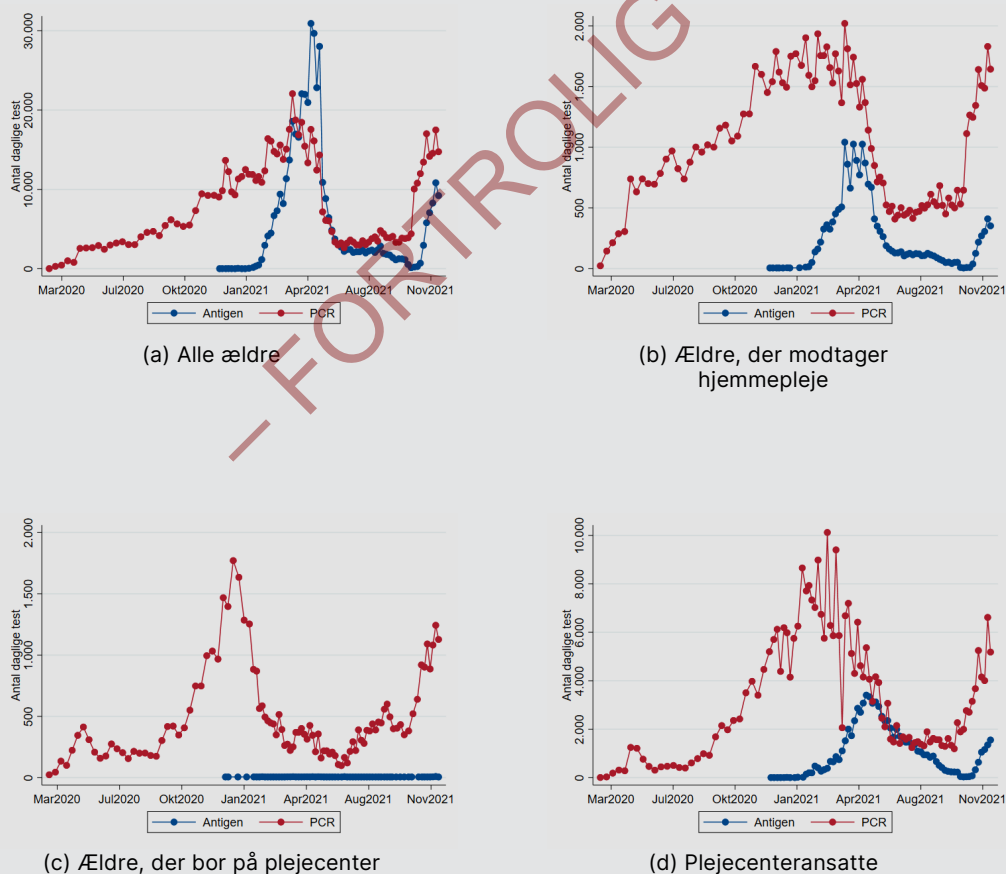 30.000
20.000
10.000
0
Antal daglige test
Mar2020
Jul2020
Okt2020
Jan2021
Apr2021
Aug2021
Nov2021
Antigen
PCR
(a) Alle ældre
2.000
1.500
1.000
500
0
Antal daglige test
Mar2020
Jul2020
Okt2020
Jan2021
Apr2021
Aug2021
Nov2021
Antigen
PCR
(b) Ældre, der modtager
hjemmepleje
– FORTROLIG
2.000
1.500
1.000
500
0
Antal daglige test
Mar2020
Jul2020
Okt2020
Jan2021
Apr2021
Aug2021
Nov2021
Antigen
PCR
(c) Ældre, der bor på plejecenter
10.000
8.000
6.000
4.000
2.000
0
Antal daglige test
Mar2020
Jul2020
Okt2020
Jan2021
Apr2021
Aug2021
Nov2021
Antigen
PCR
(d) Plejecenteransatte